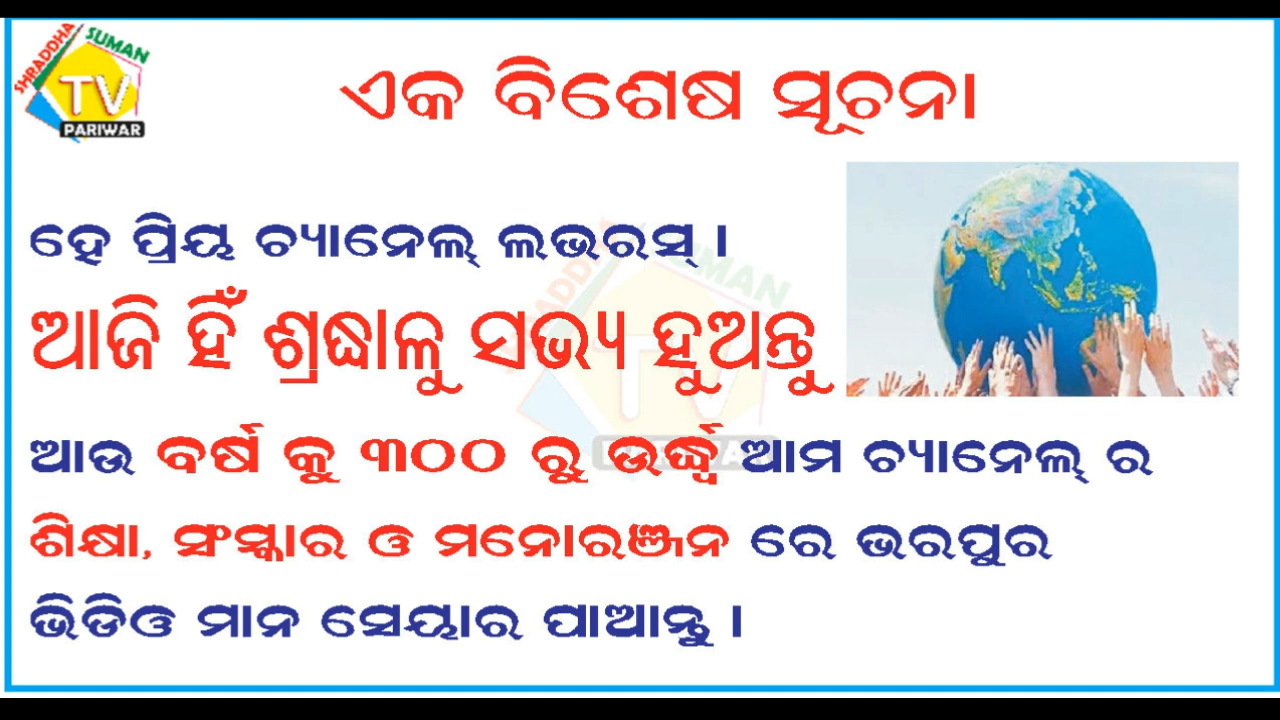 SHRADDHA SUMAN
TV
PARIWAR
ଏକ ବିଶେଷ ସୂଚନା
ହେ ପ୍ରିୟ ଚ୍ୟାନେଲ୍ ଲଭରସ୍ ।
ଆଜି ହିଁ ଶ୍ରଦ୍ଧାଳୁ ସଭ୍ୟ ହୁଅନ୍ତୁ
ଆଉ ବର୍ଷ କୁ ୩୦୦ ରୁ ଉର୍ଦ୍ଧ୍ୱ ଆମ ଚ୍ୟାନେଲ୍ ର
ଶିକ୍ଷା, ସଂସ୍କାର ଓ ମନୋରଞ୍ଜନ ରେ ଭରପୁର
ଭିଡିଓ ମାନ ସେୟାର ପାଆନ୍ତୁ ।